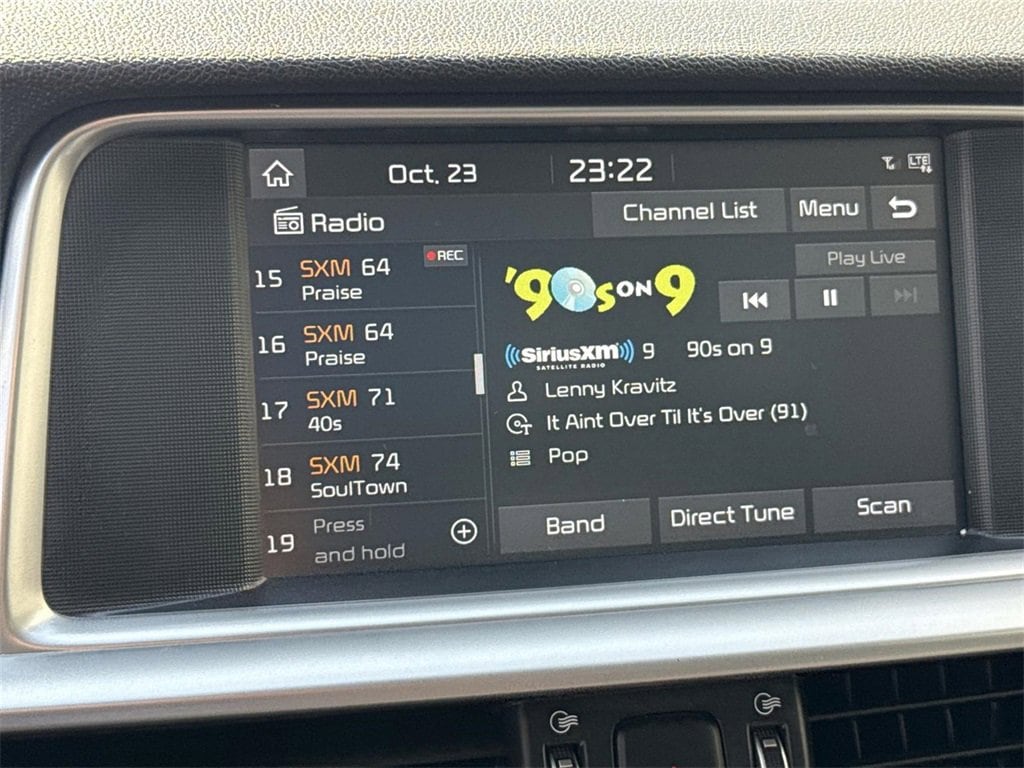 Oct. 23
23:22
LTE
Radio
Channel List
Menu
15 SXM 64
Praise
REC
16 SXM 64
Praise
17 SXM 71
40s
18 SXM 74
SoulTown
19 Press
and hold
'90s ON 9
Play Live
((SiriusXM)) 9 90s on 9
SATELLITE RADIO
Lenny Kravitz
It Aint Over Til It's Over (91)
Pop
Band
Direct Tune
Scan